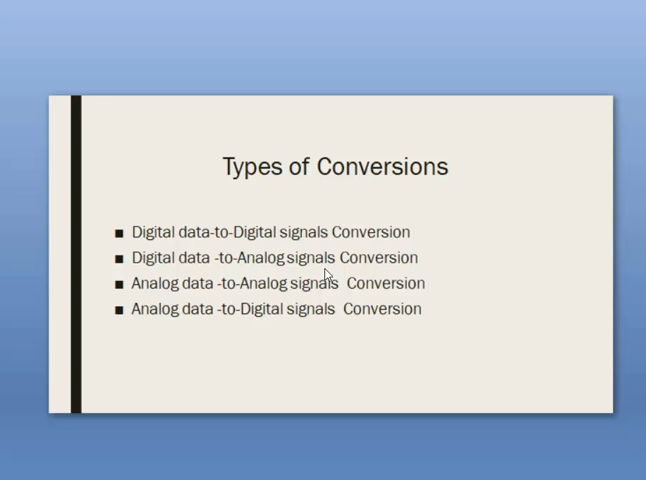 Types of Conversions
■ Digital data-to-Digital signals Conversion
■ Digital data -to-Analog signals Conversion
■ Analog data -to-Analog signals Conversion
■ Analog data -to-Digital signals Conversion